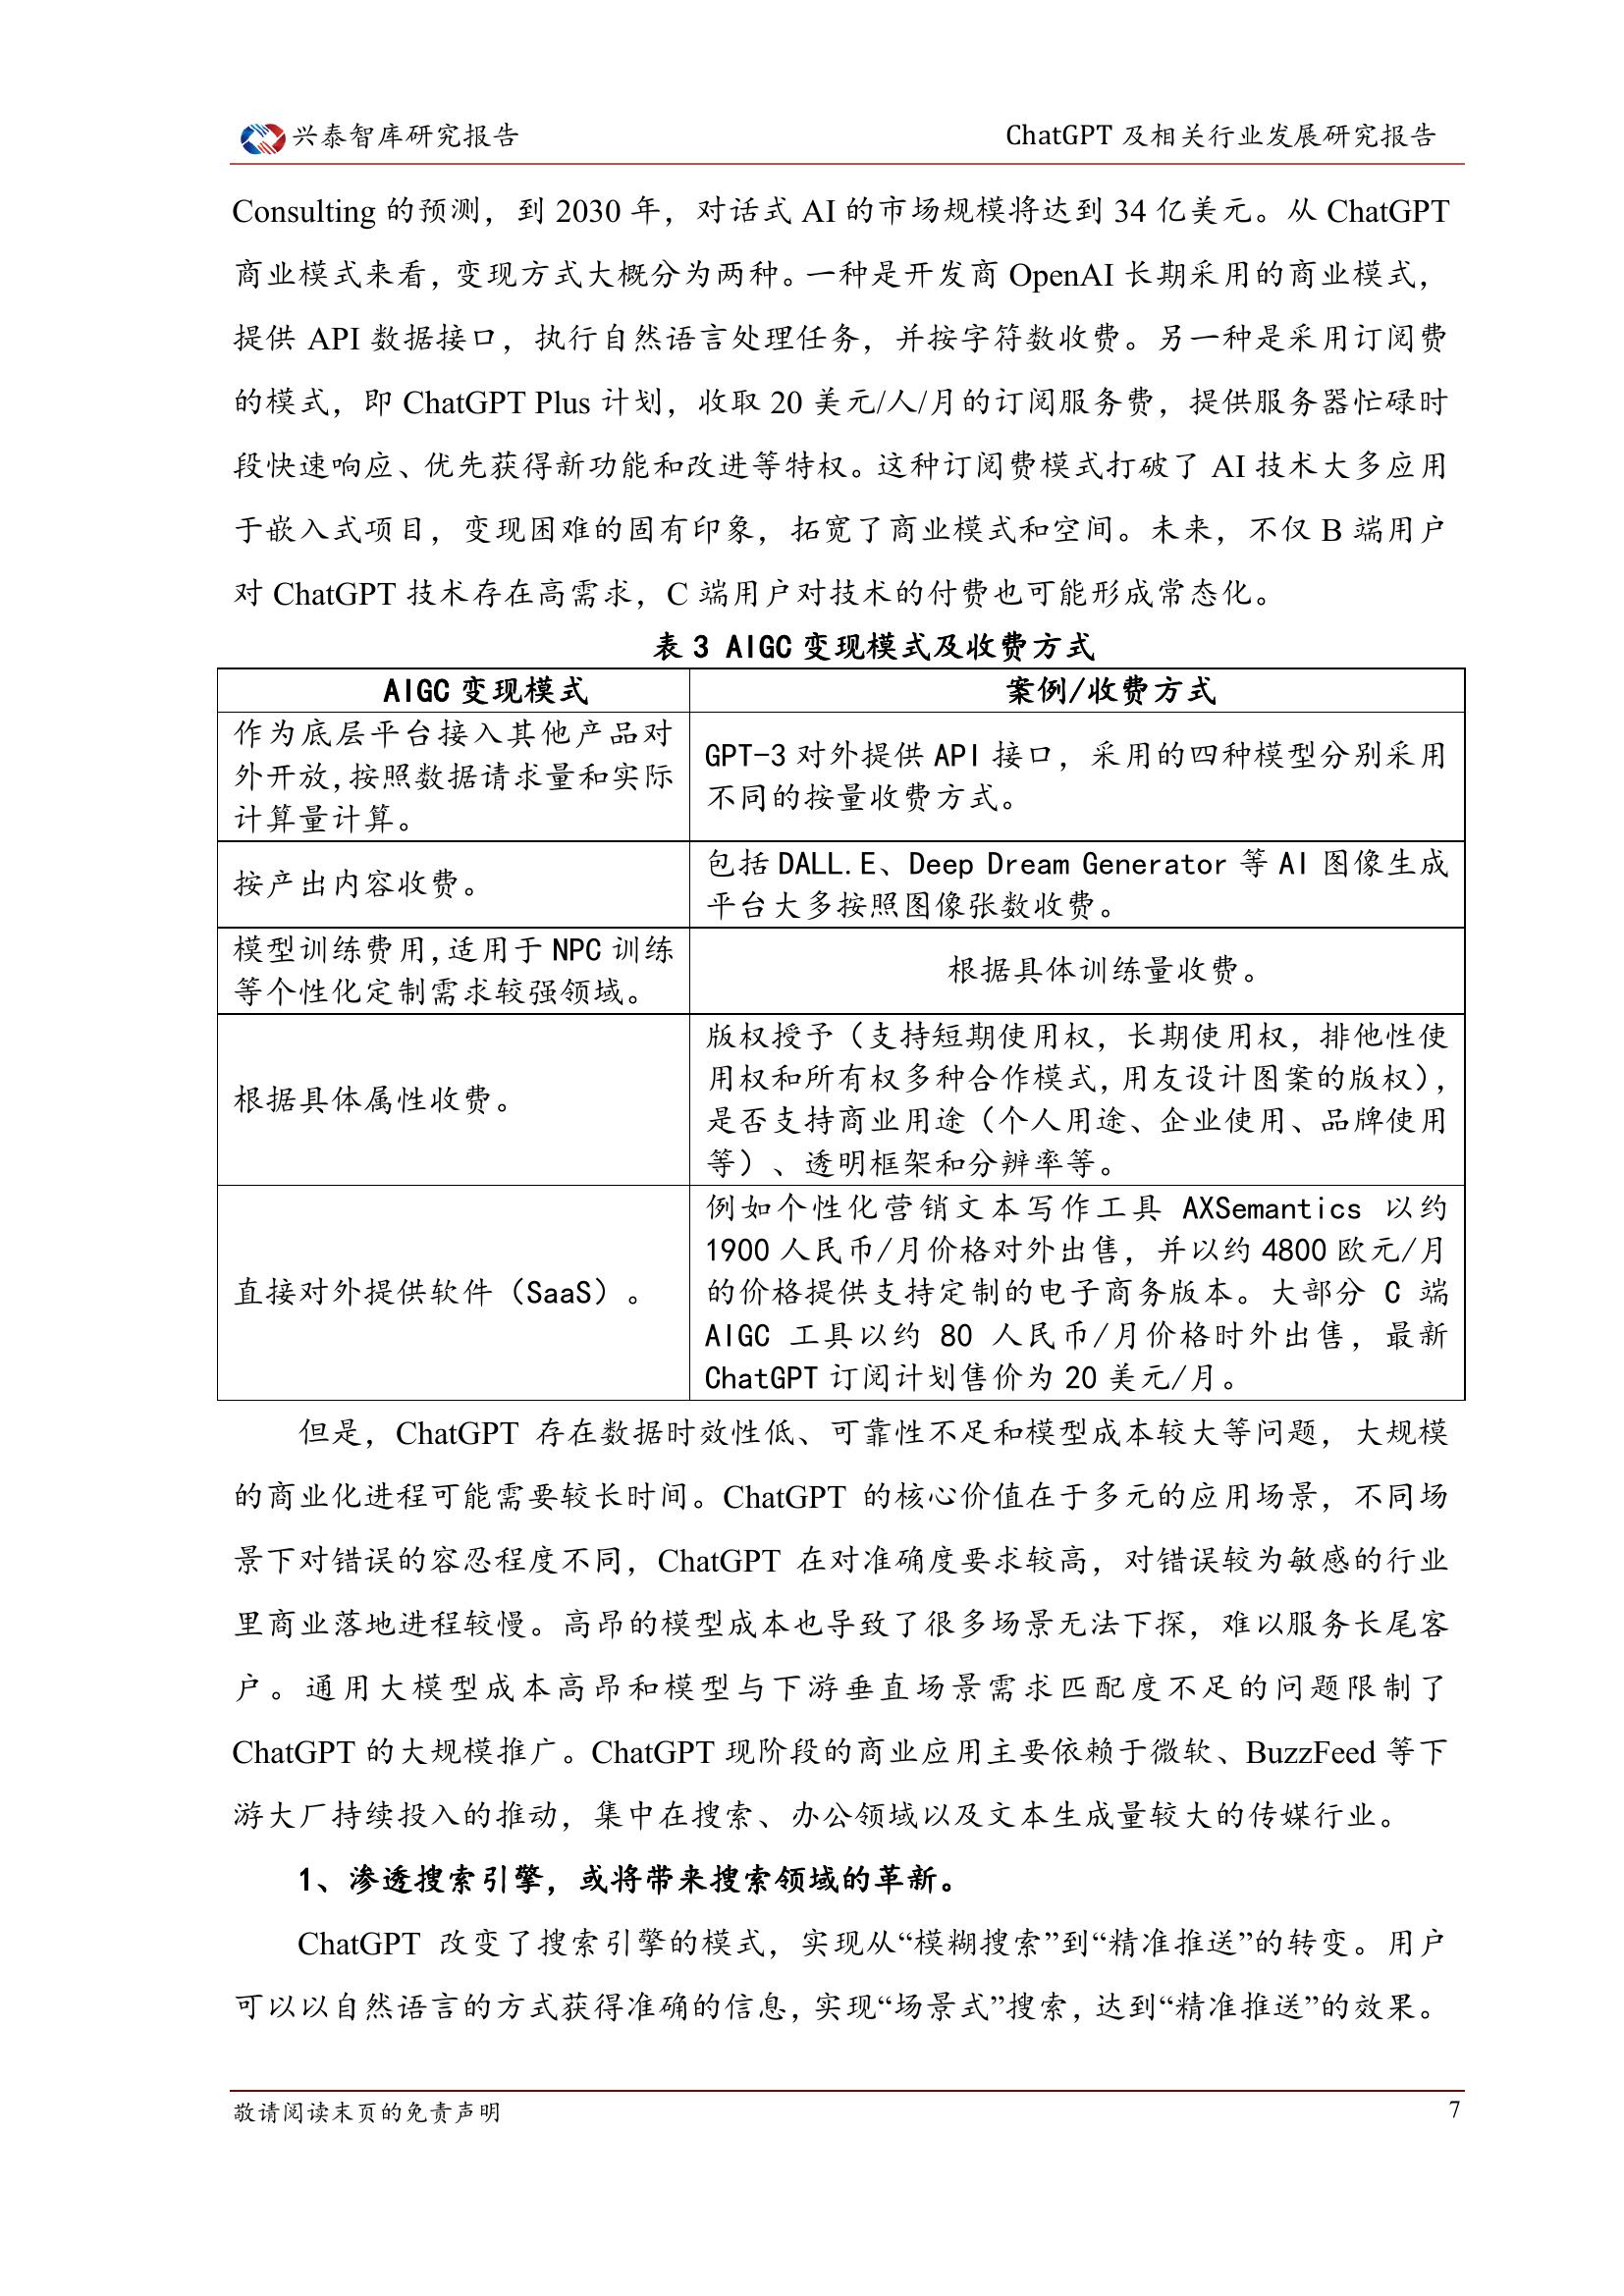 兴泰智库研究报告
ChatGPT 及相关行业发展研究报告
Consulting 的预测，到 2030 年，对话式 AI 的市场规模将达到 34 亿美元。从 ChatGPT
商业模式来看，变现方式大概分为两种。一种是开发商 OpenAI 长期采用的商业模式，
提供 API 数据接口，执行自然语言处理任务，并按字符数收费。另一种是采用订阅费
的模式，即 ChatGPT Plus 计划，收取 20 美元/人/月的订阅服务费，提供服务器忙碌时
段快速响应、优先获得新功能和改进等特权。这种订阅费模式打破了 AI 技术大多应用
于嵌入式项目，变现困难的固有印象，拓宽了商业模式和空间。未来，不仅 B 端用户
对 ChatGPT 技术存在高需求，C 端用户对技术的付费也可能形成常态化。
表 3 AIGC 变现模式及收费方式
AIGC 变现模式
案例/收费方式
作为底层平台接入其他产品对
外开放,按照数据请求量和实际
计算量计算。
GPT-3 对外提供 API 接口，采用的四种模型分别采用
不同的按量收费方式。
按产出内容收费。
包括 DALL.E、Deep Dream Generator 等 AI 图像生成
平台大多按照图像张数收费。
模型训练费用,适用于 NPC 训练
等个性化定制需求较强领域。
根据具体训练量收费。
根据具体属性收费。
版权授予（支持短期使用权，长期使用权，排他性使
用权和所有权多种合作模式,用友设计图案的版权），
是否支持商业用途（个人用途、企业使用、品牌使用
等）、透明框架和分辨率等。
直接对外提供软件（SaaS）。
例如个性化营销文本写作工具 AXSemantics 以约
1900 人民币/月价格对外出售，并以约 4800 欧元/月
的价格提供支持定制的电子商务版本。大部分 C 端
AIGC 工具以约 80 人民币/月价格时外出售，最新
ChatGPT 订阅计划售价为 20 美元/月。
但是，ChatGPT 存在数据时效性低、可靠性不足和模型成本较大等问题，大规模
的商业化进程可能需要较长时间。ChatGPT 的核心价值在于多元的应用场景，不同场
景下对错误的容忍程度不同，ChatGPT 在对准确度要求较高，对错误较为敏感的行业
里商业落地进程较慢。高昂的模型成本也导致了很多场景无法下探，难以服务长尾客
户。通用大模型成本高昂和模型与下游垂直场景需求匹配度不足的问题限制了
ChatGPT 的大规模推广。ChatGPT 现阶段的商业应用主要依赖于微软、BuzzFeed 等下
游大厂持续投入的推动，集中在搜索、办公领域以及文本生成量较大的传媒行业。
1、渗透搜索引擎，或将带来搜索领域的革新。
ChatGPT 改变了搜索引擎的模式，实现从“模糊搜索”到“精准推送”的转变。用户
可以以自然语言的方式获得准确的信息，实现“场景式”搜索，达到“精准推送”的效果。
敬请阅读末页的免责声明
7